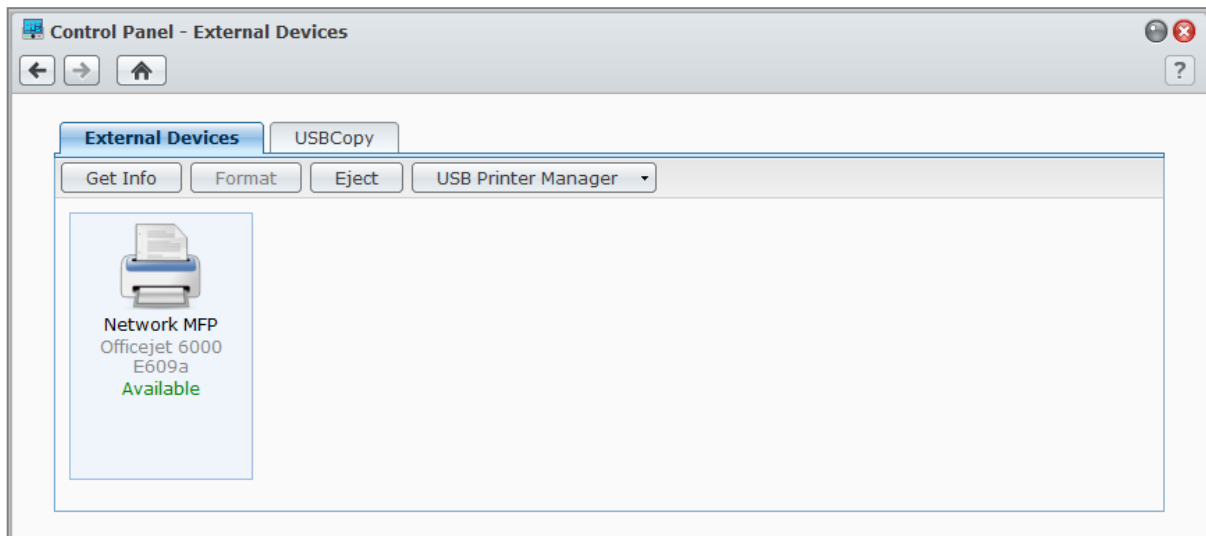 Control Panel - External Devices
?
External Devices
USBCopy
Get Info
Format
Eject
USB Printer Manager
Network MFP
Officejet 6000
E609a
Available